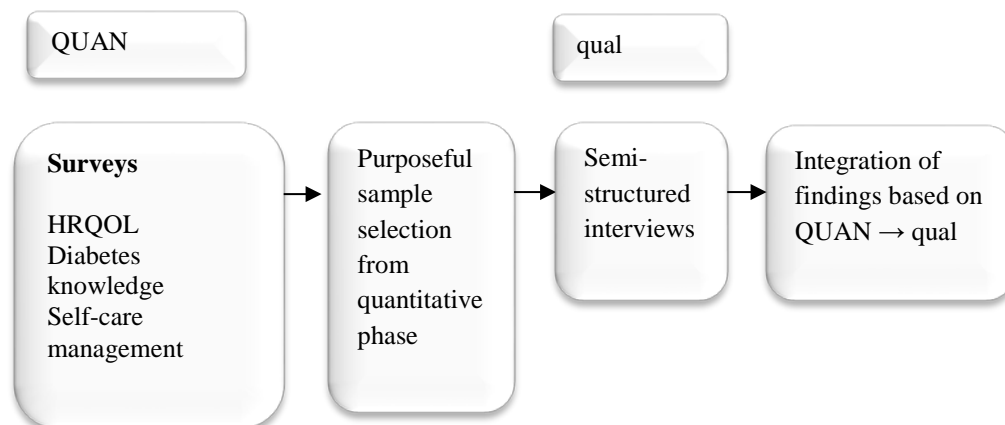 QUAN
qual
Surveys
HRQOL
Diabetes
knowledge
Self-care
management
Purposeful
sample
selection
from
quantitative
phase
Semi-
structured
interviews
Integration of
findings based on
QUAN → qual